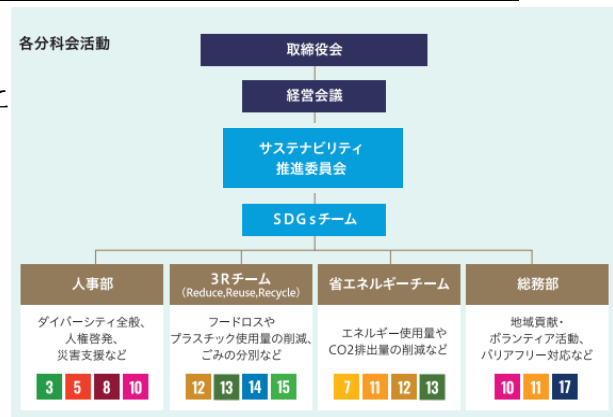 各分科会活動
て
取締役会
経営会議
サステナビリティ
推進委員会
SDGsチーム
人事部
ダイバーシティ全般、
人権啓発、
災害支援など
3 5 8 10
3Rチーム
(Reduce,Reuse,Recycle)
フードロスや
プラスチック使用量の削減、
ごみの分別など
12 13 14 15
省エネルギーチーム
エネルギー使用量や
CO2排出量の削減など
7 11 12 13
総務部
地域貢献・
ボランティア活動、
バリアフリー対応など
10 11 17